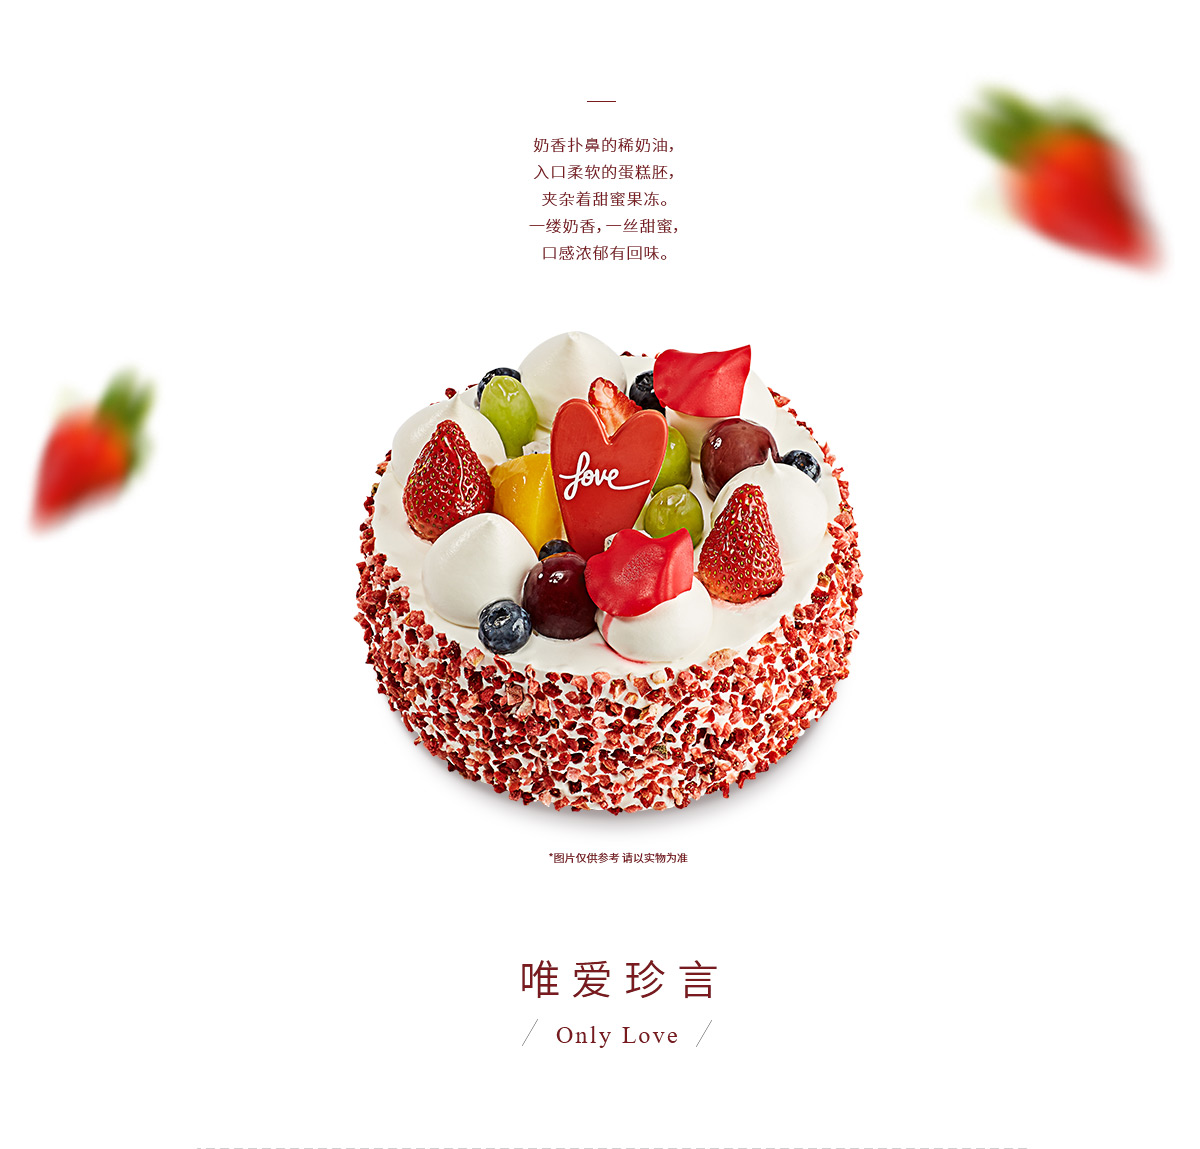 奶香扑鼻的稀奶油，
入口柔软的蛋糕胚，
夹杂着甜蜜果冻。
一缕奶香，一丝甜蜜，
口感浓郁有回味。
love
*图片仅供参考 请以实物为准
唯爱珍言
Only Love